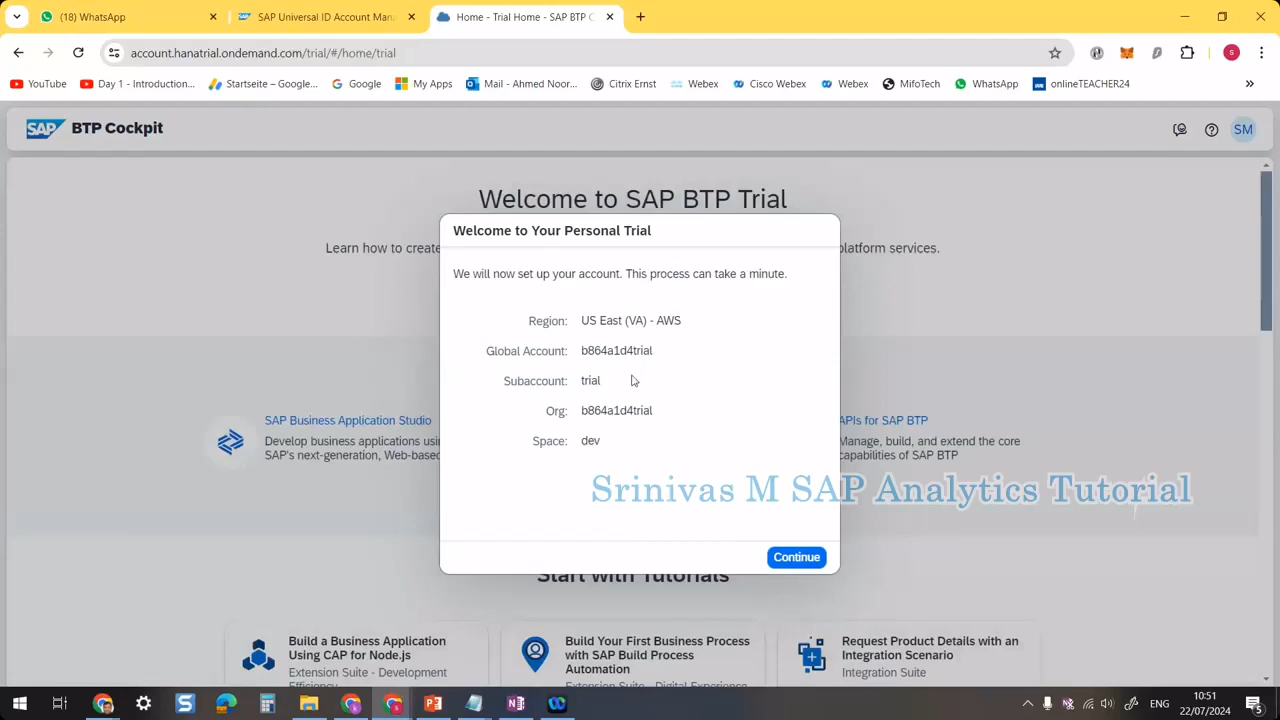 (18) WhatsApp
SAP Universal ID Account Man
Home - Trial Home - SAP BTP C
account.hanatrial.ondemand.com/trial/#/home/trial
S
YouTube
Day 1 - Introduction...
Startseite – Google...
Google
My Apps
Mail - Ahmed Noor...
Citrix Ernst
Webex
Cisco Webex
Webex
MifoTech
WhatsApp
onlineTEACHER24
SAP BTP Cockpit
SM
Welcome to SAP BTP Trial
Learn how to create
platform services.
Welcome to Your Personal Trial
We will now set up your account. This process can take a minute.
Region: US East (VA) - AWS
Global Account: b864a1d4trial
Subaccount: trial
Org: b864a1d4trial
Space: dev
Continue
SAP Business Application Studio
Develop business applications usin
SAP's next-generation, Web-based
APIs for SAP BTP
Manage, build, and extend the core
capabilities of SAP BTP
Srinivas M SAP Analytics Tutorial
Start with Tutorials
Build a Business Application
Using CAP for Node.js
Extension Suite - Development
Efficiency
Build Your First Business Process
with SAP Build Process
Automation
Extension Suite - Digital Experience
Request Product Details with an
Integration Scenario
Integration Suite
ENG
10:51
22/07/2024
5